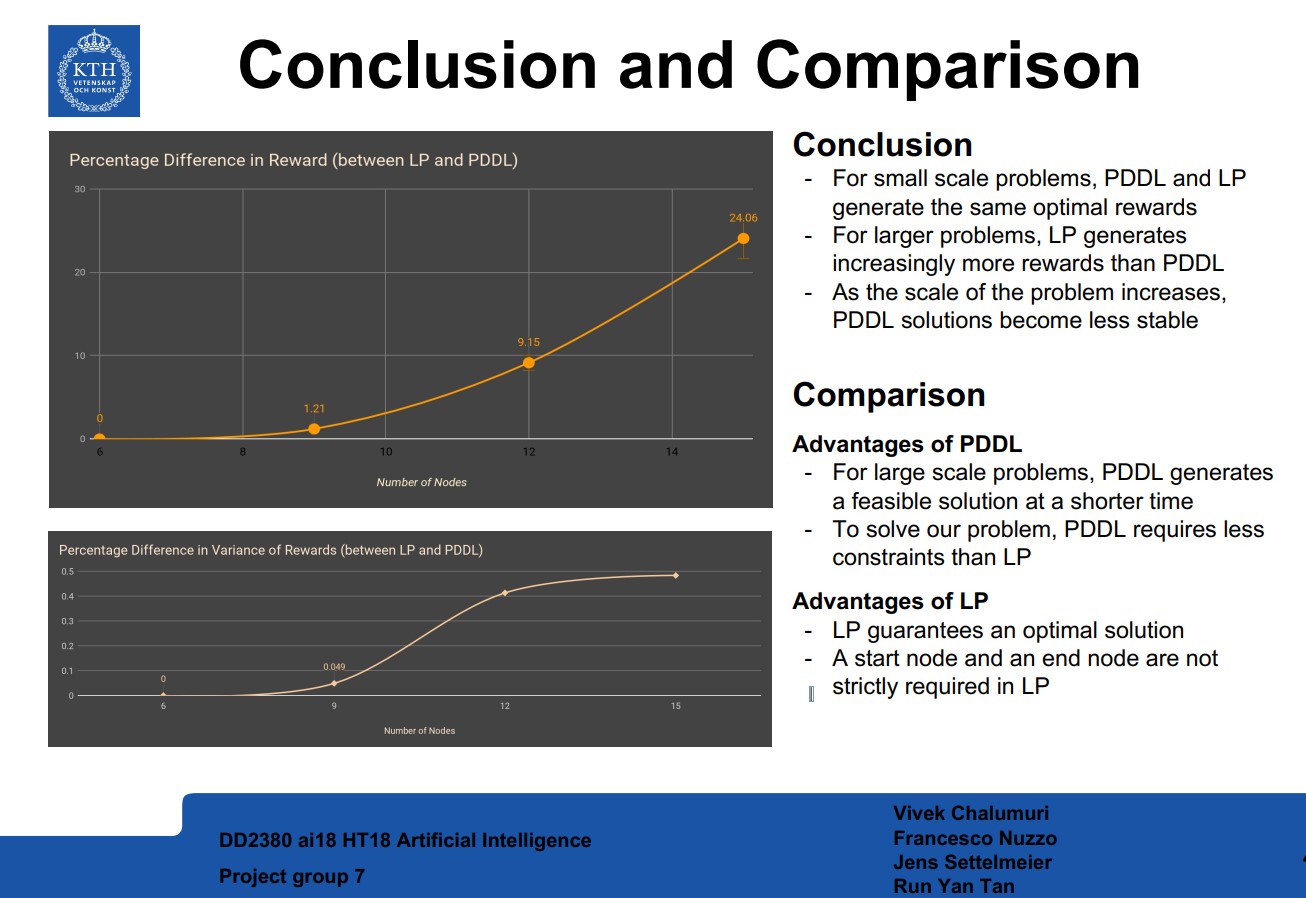 KTH
VETENSKAP
OCH KONST
Conclusion and Comparison
Percentage Difference in Reward (between LP and PDDL)
30
20
10
0
0
1.21
9.15
24.06
6
8
10
12
14
Number of Nodes
Percentage Difference in Variance of Rewards (between LP and PDDL)
0.5
0.4
0.3
0.2
0.1
0
0
0.049
6
9
12
15
Number of Nodes
Conclusion
- For small scale problems, PDDL and LP
generate the same optimal rewards
- For larger problems, LP generates
increasingly more rewards than PDDL
- As the scale of the problem increases,
PDDL solutions become less stable
Comparison
Advantages of PDDL
- For large scale problems, PDDL generates
a feasible solution at a shorter time
- To solve our problem, PDDL requires less
constraints than LP
Advantages of LP
- LP guarantees an optimal solution
- A start node and an end node are not
strictly required in LP
DD2380 ai18 HT18 Artificial Intelligence
Project group 7
Vivek Chalumuri
Francesco Nuzzo
Jens Settelmeier
Run Yan Tan